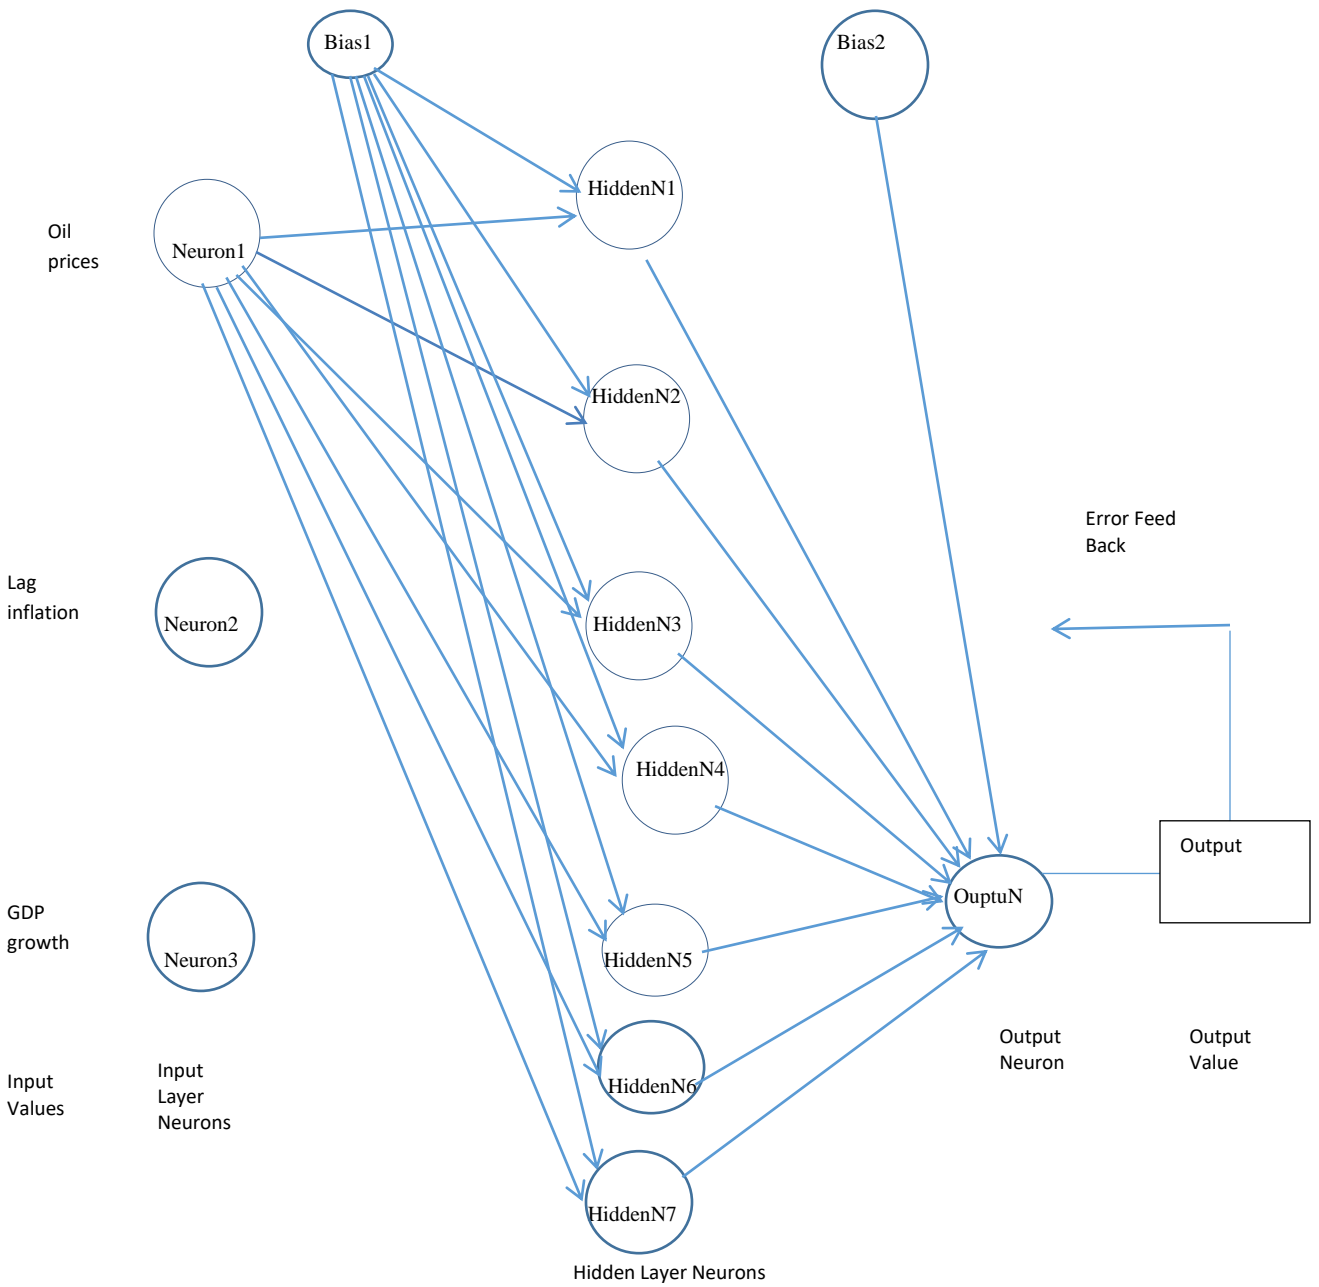 Bias1
Bias2
HiddenN1
Oil
prices
Neuron1
HiddenN2
Error Feed
Back
Lag
inflation
Neuron2
HiddenN3
HiddenN4
Output
GDP
growth
Neuron3
OuptuN
HiddenN5
Output
Neuron
Output
Value
Input
Values
Input
Layer
Neurons
HiddenN6
HiddenN7
Hidden Layer Neurons